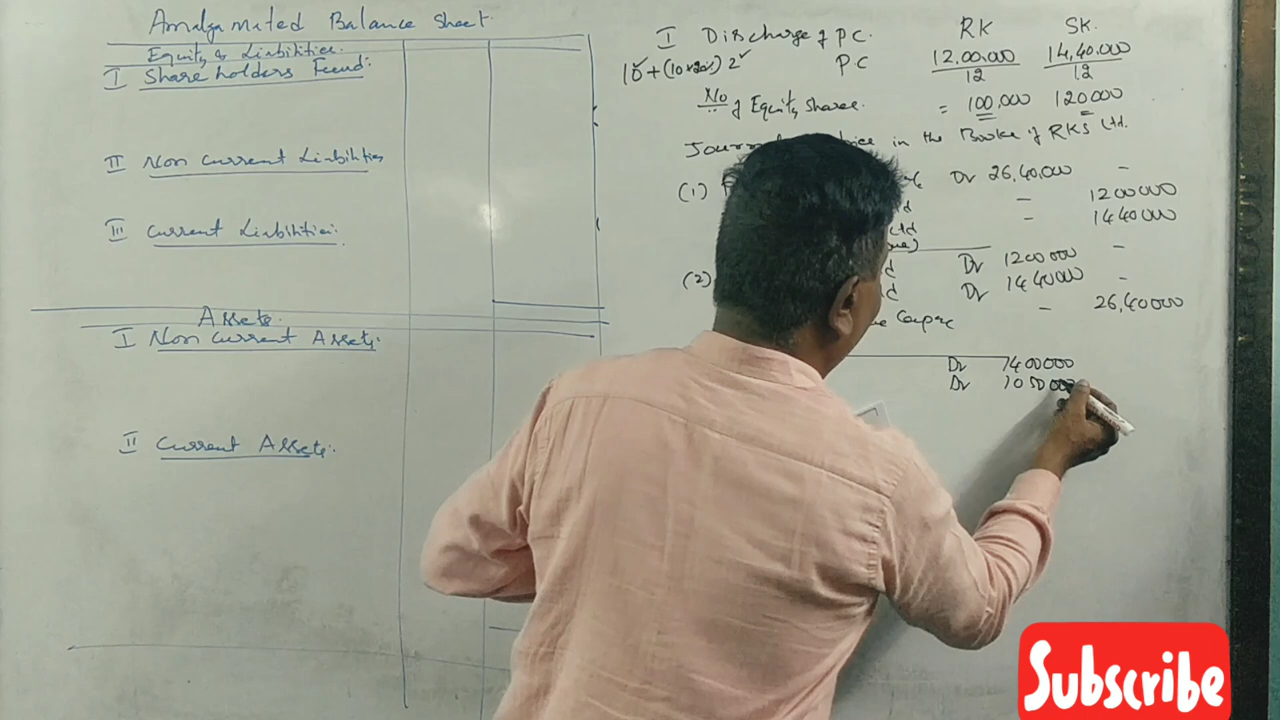 Amalgamated Balance Sheet.
Equity & Liabilities.
I Share holders Fund:
II Non Current Liabilities
III Current Liabilities:
Assets.
I Non Current Assets:
II Current Assets:
I Discharge of P.C. RK SK.
10 + (10×20%) 2 P.C 12,00,000 14,40,000
12 12
No of Equity Shares. = 100,000 120000
in the Books of RKS Ltd.
(1) Dr 26,40,000 -
- 1200000
Ltd - 1440000
(2) Dr 1200000 -
Dr 1440000 -
- 26,40000
Dr 1400000
Dr
Subscribe